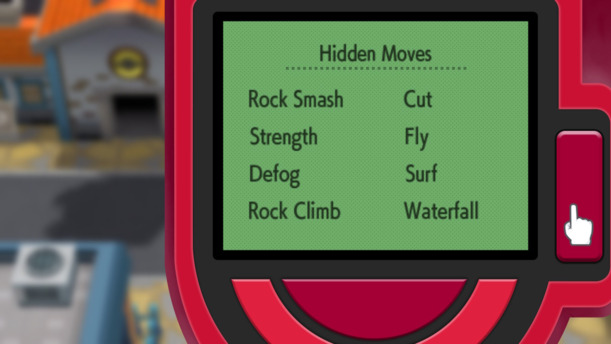 Hidden Moves
Rock Smash Cut
Strength Fly
Defog Surf
Rock Climb Waterfall